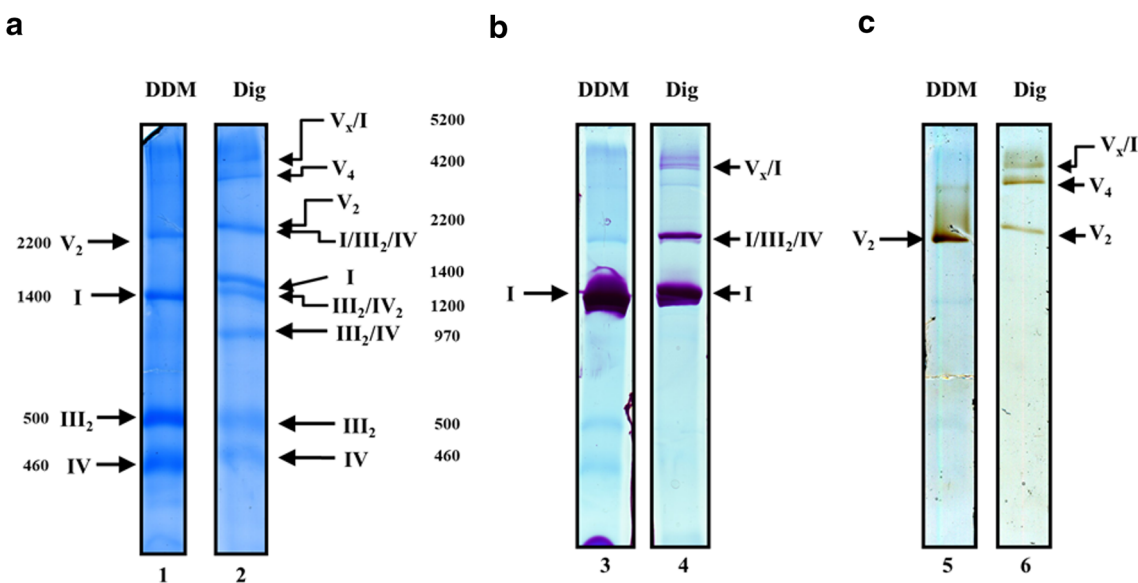 a
DDM Dig
Vx/I 5200
4200
V4
V2
2200
I/III2/IV
2200 V2
I 1400
1400 I
III2/IV2 1200
III2/IV 970
500 III2
III2 500
IV 460
460 IV
1 2
b
DDM Dig
Vx/I
I/III2/IV
I I
3 4
c
DDM Dig
Vx/I
V4
V2 V2
5 6